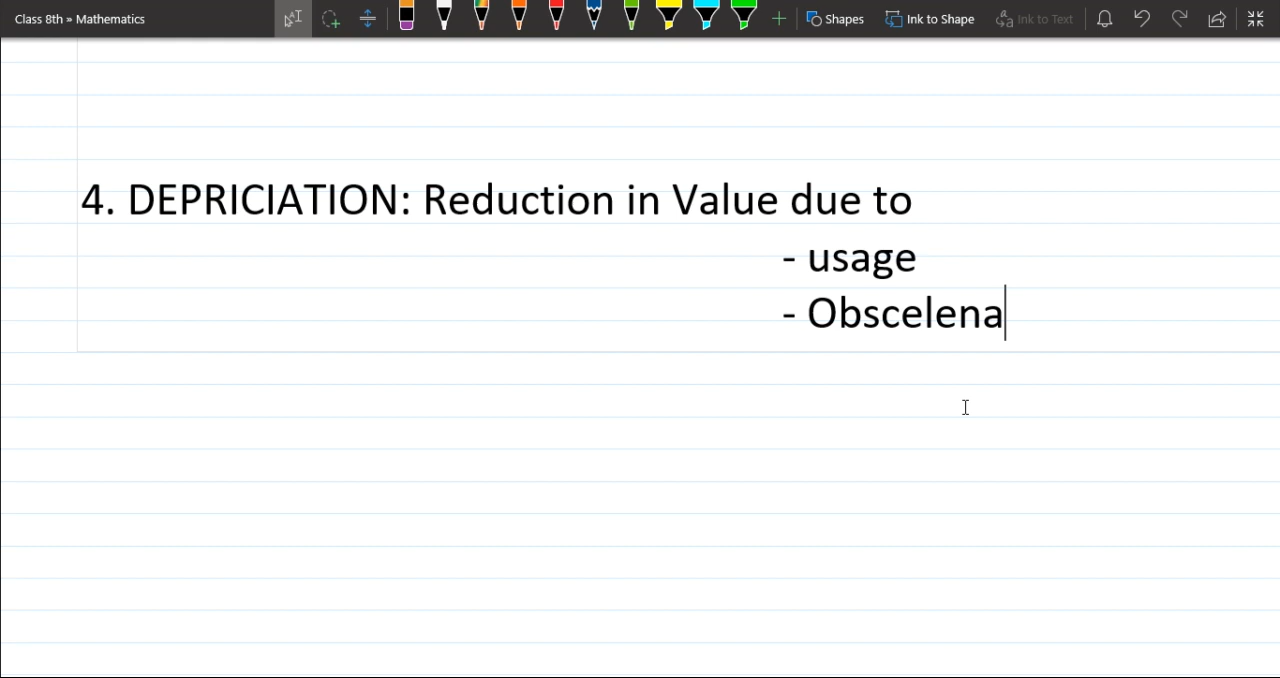 Class 8th » Mathematics
Shapes
Ink to Shape
Ink to Text
4. DEPRICIATION: Reduction in Value due to
- usage
- Obscelena